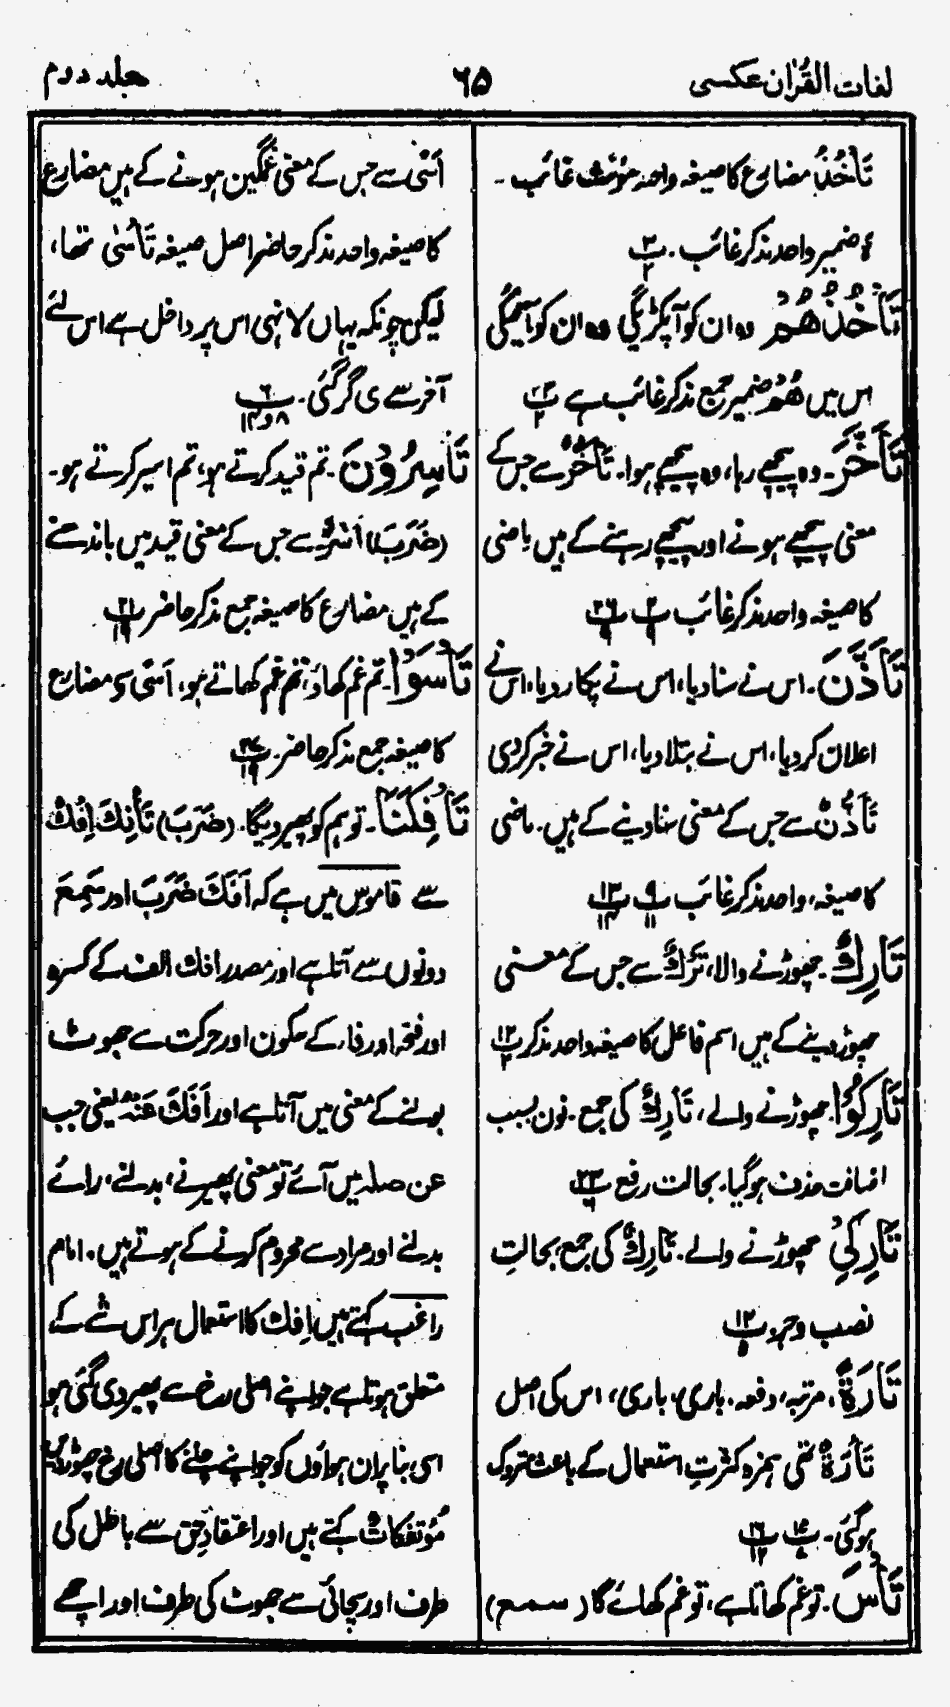 لغات القرآن عکسی ۶۵ جلد دوم
تَأْخُذُ مضارع کا صیغہ واحد مؤنث غائب۔
ہٗ ضمیر واحد مذکر غائب۔ پ ۳/۲
تَأْخُذُهُمْ وہ ان کو آپکڑیگی وہ ان کو آلیگی
اس میں هُمْ ضمیر جمع مذکر غائب ہے
تَأَخَّرَ۔ وہ پیچھے رہا، وہ پیچھے ہوا۔ تَأَخُّرٌ سے جس کے
معنی پیچھے ہونے اور پیچھے رہنے کے ہیں ماضی
کا صیغہ واحد مذکر غائب
تَأَذَّنَ۔ اس نے سنا دیا، اس نے پکار دیا، اس نے
اعلان کر دیا، اس نے بتلا دیا، اس نے خبر کر دی
تَأَذُّنٌ سے جس کے معنی سنا دینے کے ہیں۔ ماضی
کا صیغہ، واحد مذکر غائب پ ۹/۱۱ پ
تَارِكٌ۔ چھوڑنے والا، تَرْكٌ سے جس کے معنی
چھوڑ دینے کے ہیں اسم فاعل کا صیغہ واحد مذکر پ ۱۲/۲
تَارِكُوْا۔ چھوڑنے والے، تَارِكٌ کی جمع۔ نون بسبب
اضافت حذف ہو گیا۔ بحالت رفع پ
تَارِكِيْ چھوڑنے والے۔ تَارِكٌ کی جمع بحالتِ
نصب وجر۔ پ ۱۲
تَارَةً، مرتبہ، دفعہ، باری، باری، اس کی اصل
تَأْرَةٌ تھی ہمزہ کثرتِ استعمال کے باعث متروک
ہو گئی۔
تَأْسَ۔ تو غم کھاتا ہے، تو غم کھائے گا (سمع)
اَسًی سے جس کے معنی غمگین ہونے کے ہیں مضارع
کا صیغہ واحد مذکر حاضر اصل صیغہ تَأْسٰی تھا،
لیکن چونکہ یہاں لا نہی اس پر داخل ہے اس لئے
آخر سے ی گر گئی۔ پ ۶
تَأْسِرُوْنَ۔ تم قید کرتے ہو، تم اسیر کرتے ہو۔
(ضَرَبَ) اَسْرٌ سے جس کے معنی قید میں باندھنے
کے ہیں مضارع کا صیغہ جمع مذکر حاضر پ ۲۱/۱۹
تَأْسَوْا۔ تم غم کھاؤ، تم غم کھاتے ہو، اَسًی سے مضارع
کا صیغہ جمع مذکر حاضر۔ پ ۲۷/۱۹
تَأْفِكَنَا۔ تو ہم کو پھیر دیگا۔ (ضَرَبَ) تَأْفِكَ اِفْكٌ
سے قاموس میں ہے کہ اَفَكَ ضَرَبَ اور سَمِعَ
دونوں سے آتا ہے اور مصدر افك الف کے کسرہ
اور فتحہ اور فاء کے سکون اور حرکت سے جھوٹ
بولنے کے معنی میں آتا ہے اور اَفَكَ عَنْهُ یعنی جب
عن صلہ میں آئے تو معنی پھیرنے، بدلنے، رائے
بدلنے اور مراد سے محروم کرنے کے ہوتے ہیں۔ امام
راغب کہتے ہیں اِفك کا استعمال ہر اس شے کے
متعلق ہوتا ہے جو اپنے اصلی رخ سے پھیر دی گئی ہو
اسی بنا پر ان ہواؤں کو جو اپنے چلنے کا اصلی رخ چھوڑ دیں
مُؤْتَفِکَاتٌ کہتے ہیں اور اعتقادِ حق سے باطل کی
طرف اور سچائی سے جھوٹ کی طرف اور اچھے